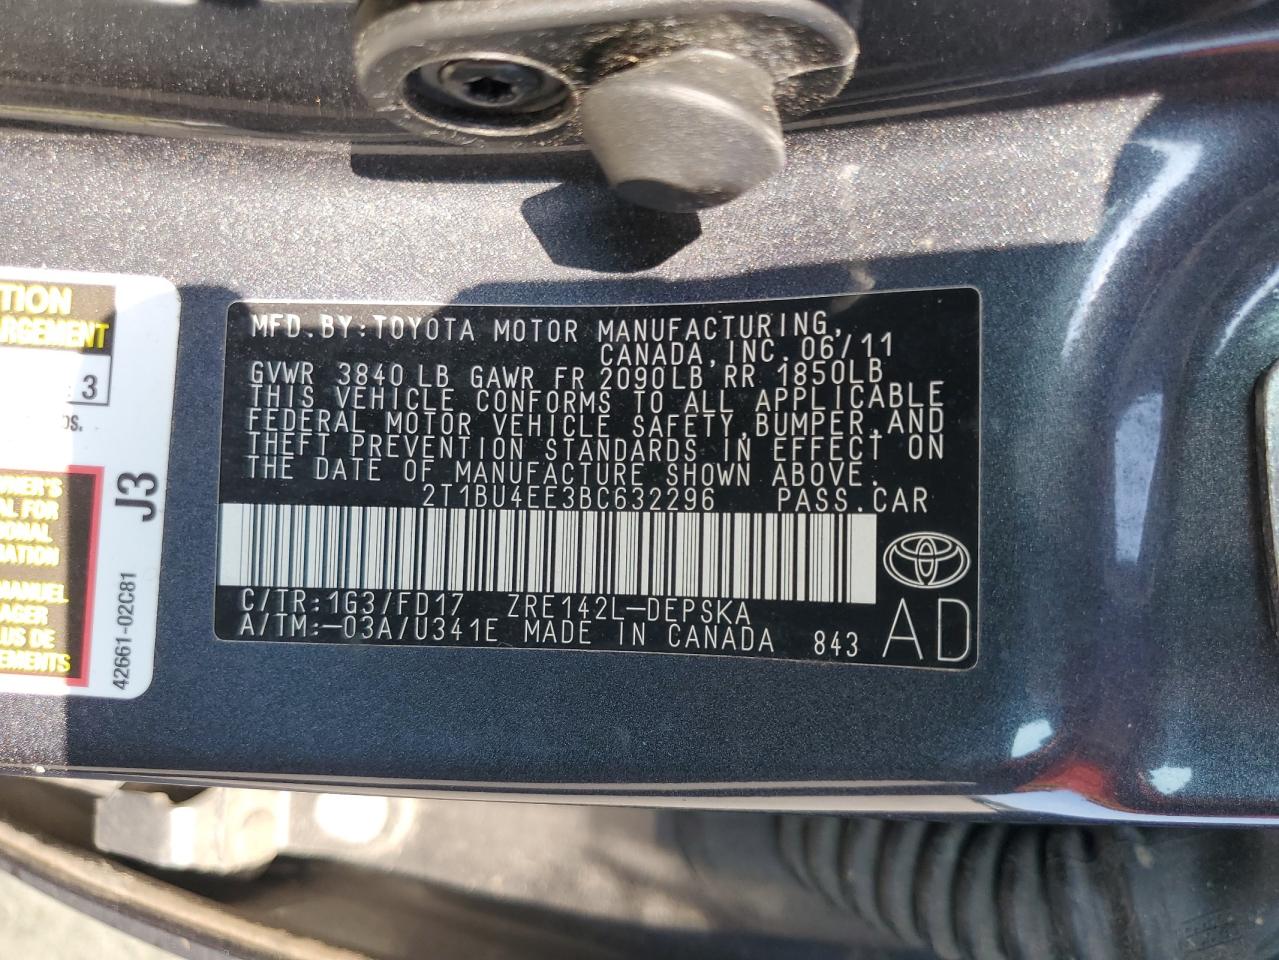 MFD.BY:TOYOTA MOTOR MANUFACTURING,
CANADA,INC.06/11
GVWR 3840 LB GAWR FR 2090LB RR 1850LB
THIS VEHICLE CONFORMS TO ALL APPLICABLE
FEDERAL MOTOR VEHICLE SAFETY,BUMPER,AND
THEFT PREVENTION STANDARDS IN EFFECT ON
THE DATE OF MANUFACTURE SHOWN ABOVE.
2T1BU4EE3BC632296 PASS.CAR
C/TR:1G3/FD17 ZRE142L-DEPSKA
A/TM:-03A/U341E MADE IN CANADA 843
AD
3
J3
42661-02C81